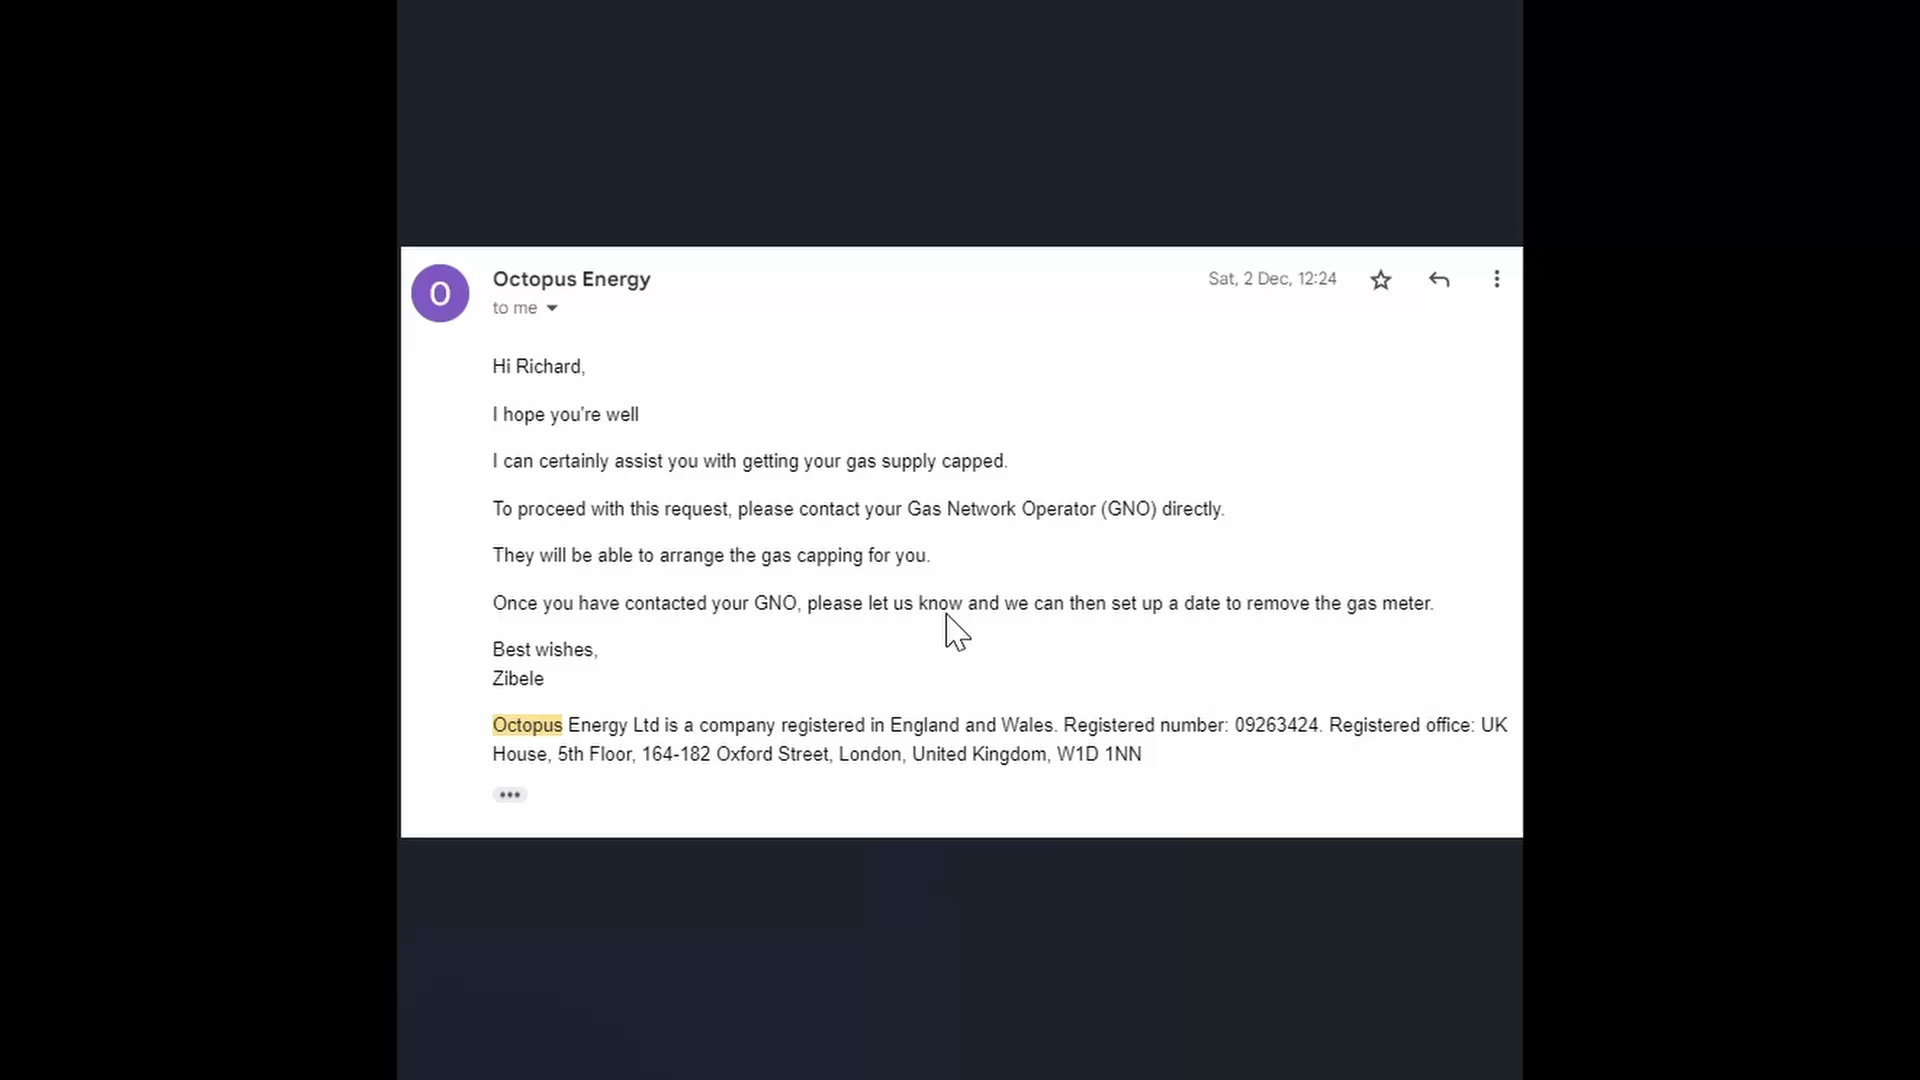 O
Octopus Energy
Sat, 2 Dec, 12:24
to me
Hi Richard,
I hope you're well
I can certainly assist you with getting your gas supply capped.
To proceed with this request, please contact your Gas Network Operator (GNO) directly.
They will be able to arrange the gas capping for you.
Once you have contacted your GNO, please let us know and we can then set up a date to remove the gas meter.
Best wishes,
Zibele
Octopus Energy Ltd is a company registered in England and Wales. Registered number: 09263424. Registered office: UK
House, 5th Floor, 164-182 Oxford Street, London, United Kingdom, W1D 1NN